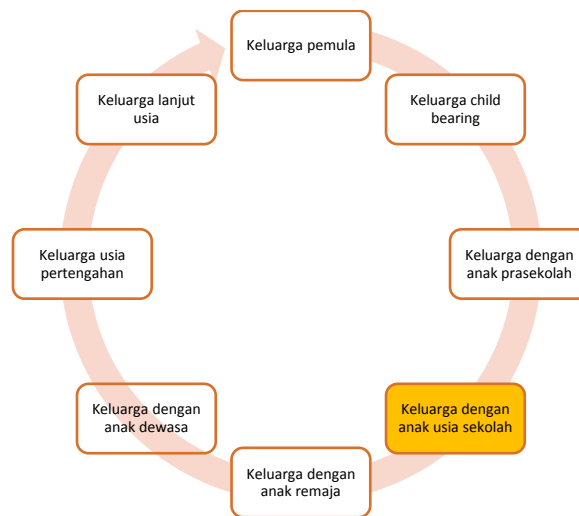 Keluarga pemula
Keluarga child
bearing
Keluarga dengan
anak prasekolah
Keluarga dengan
anak usia sekolah
Keluarga dengan
anak remaja
Keluarga dengan
anak dewasa
Keluarga usia
pertengahan
Keluarga lanjut
usia